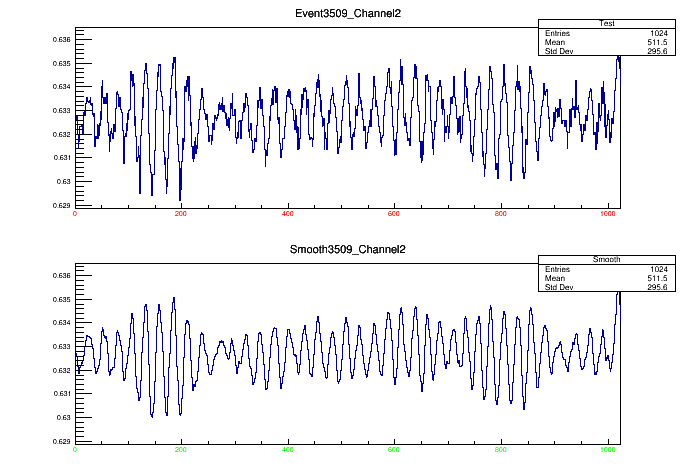 Event3509_Channel2
Test
Entries 1024
Mean 511.5
Std Dev 295.6
0.636
0.635
0.634
0.633
0.632
0.631
0.63
0.629
0 200 400 600 800 1000
Smooth3509_Channel2
Smooth
Entries 1024
Mean 511.5
Std Dev 295.6
0.636
0.635
0.634
0.633
0.632
0.631
0.63
0.629
0 200 400 600 800 1000